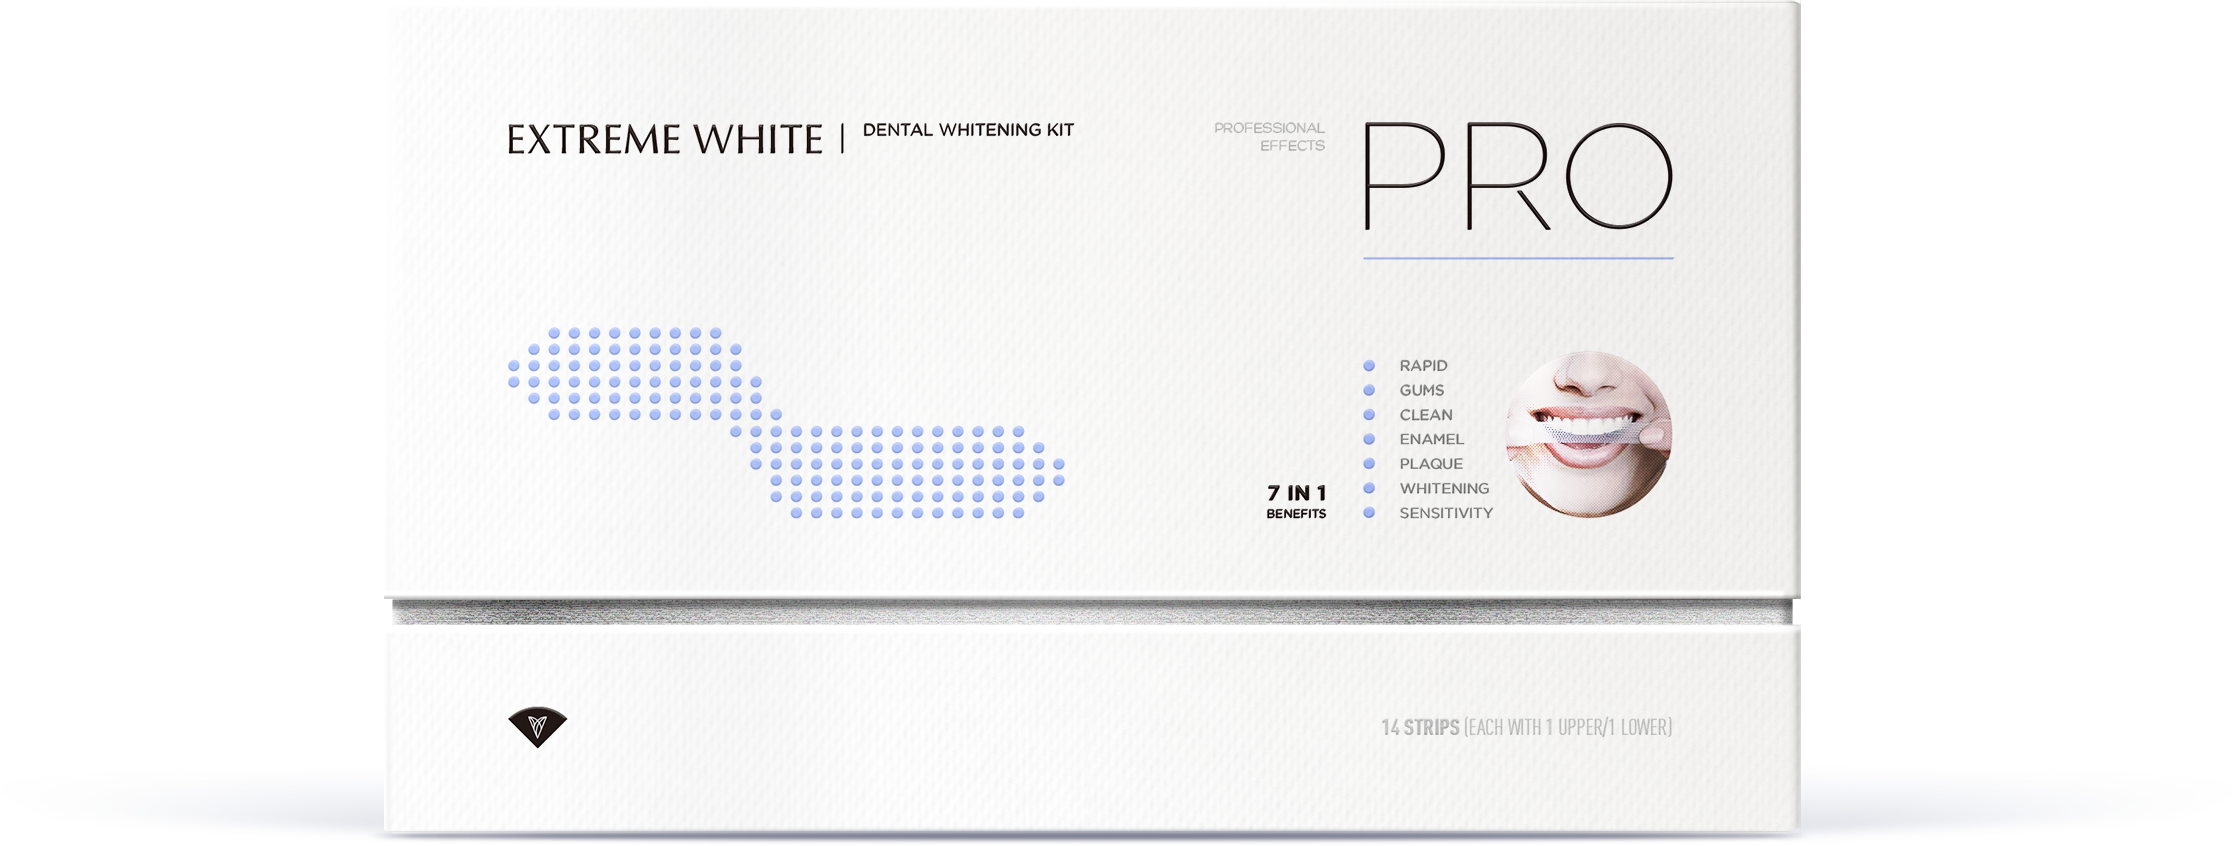 EXTREME WHITE | DENTAL WHITENING KIT
PROFESSIONAL
EFFECTS
PRO
7 IN 1
BENEFITS
RAPID
GUMS
CLEAN
ENAMEL
PLAQUE
WHITENING
SENSITIVITY
14 STRIPS (EACH WITH 1 UPPER/1 LOWER)